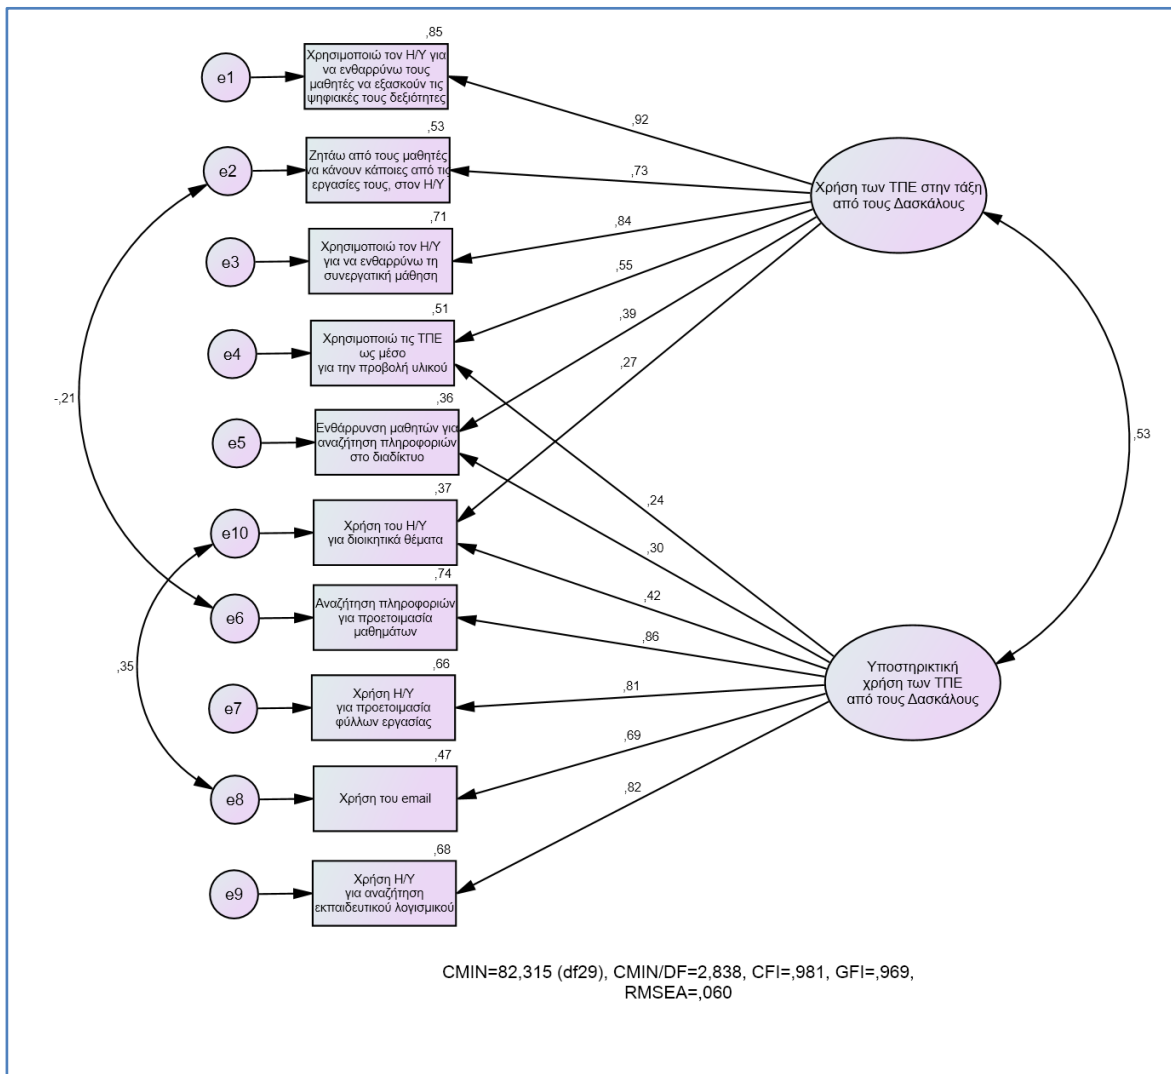 ,85
e1
Χρησιμοποιώ τον Η/Υ για
να ενθαρρύνω τους
μαθητές να εξασκούν τις
ψηφιακές τους δεξιότητες
,92
,53
e2
Ζητάω από τους μαθητές
να κάνουν κάποιες από τις
εργασίες τους, στον Η/Υ
,73
Χρήση των ΤΠΕ στην τάξη
από τους Δασκάλους
,71
e3
Χρησιμοποιώ τον Η/Υ
για να ενθαρρύνω τη
συνεργατική μάθηση
,84
,55
,51
e4
Χρησιμοποιώ τις ΤΠΕ
ως μέσο
για την προβολή υλικού
,39
,27
-,21
,36
e5
Ενθάρρυνση μαθητών για
αναζήτηση πληροφοριών
στο διαδίκτυο
,53
,37
e10
Χρήση του Η/Υ
για διοικητικά θέματα
,24
,30
,42
,74
e6
Αναζήτηση πληροφοριών
για προετοιμασία
μαθημάτων
,86
,35
,66
e7
Χρήση Η/Υ
για προετοιμασία
φύλλων εργασίας
,81
Υποστηρικτική
χρήση των ΤΠΕ
από τους Δασκάλους
,69
,47
e8
Χρήση του email
,82
,68
e9
Χρήση Η/Υ
για αναζήτηση
εκπαιδευτικού λογισμικού
CMIN=82,315 (df29), CMIN/DF=2,838, CFI=,981, GFI=,969,
RMSEA=,060